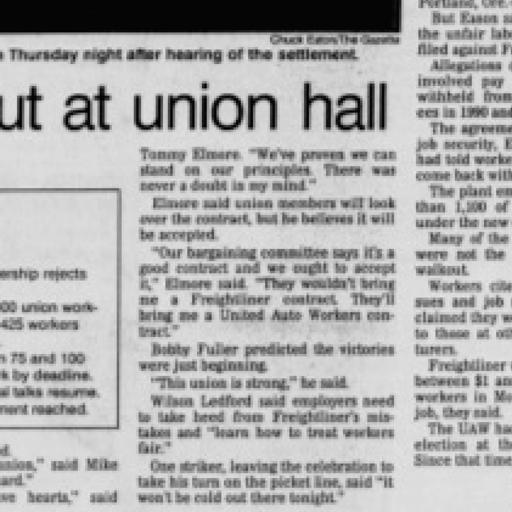 Chuck Eaton/The Gazette
Thursday night after hearing of the settlement.
ut at union hall
ership rejects
00 union work-
425 workers
n 75 and 100
k by deadline.
al talks resume.
ment reached.
d.
union," said Mike
ard."
ve hearts," said
Tommy Elmore. "We've proven we can
stand on our principles. There was
never a doubt in my mind."
Elmore said union members will look
over the contract, but he believes it will
be accepted.
"Our bargaining committee says it's a
good contract and we ought to accept
it," Elmore said. "They wouldn't bring
me a Freightliner contract. They'll
bring me a United Auto Workers con-
tract."
Bobby Fuller predicted the victories
were just beginning.
"This union is strong," he said.
Wilson Ledford said employers need
to take heed from Freightliner's mis-
takes and "learn how to treat workers
fair."
One striker, leaving the celebration to
take his turn on the picket line, said "it
won't be cold out there tonight."
Portland, Ore.
But Eason sa
the unfair labo
filed against F
Allegations
involved pay
withheld from
ees in 1990 and
The agreeme
job security, E
had told worke
come back with
The plant em
than 1,100 of
under the new
Many of the
were not the
walkout.
Workers cite
sues and job
claimed they w
to those at oth
turers.
Freightliner
between $1 an
workers in Mo
job, they said.
The UAW had
election at th
Since that time